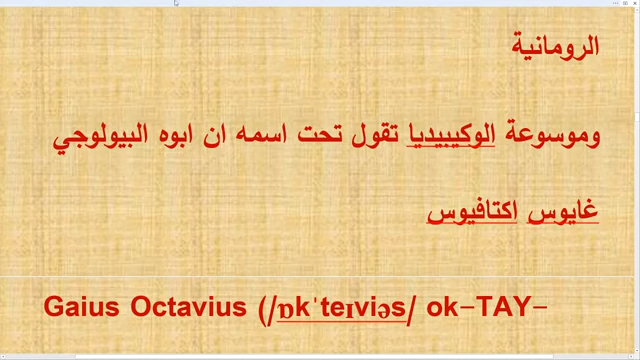 الرومانية
وموسوعة الوكيبيديا تقول تحت اسمه ان ابوه البيولوجي
غايوس اكتافيوس
Gaius Octavius (/ɒkˈteɪviəs/ ok–TAY–